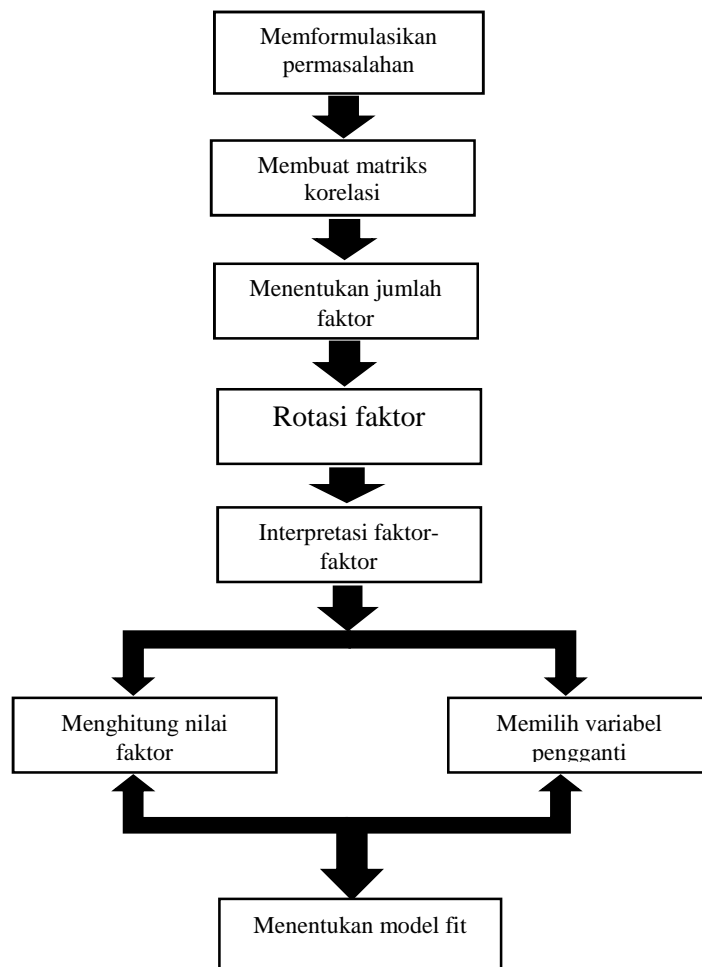 Memformulasikan
permasalahan
Membuat matriks
korelasi
Menentukan jumlah
faktor
Rotasi faktor
Interpretasi faktor-
faktor
Menghitung nilai
faktor
Memilih variabel
pengganti
Menentukan model fit